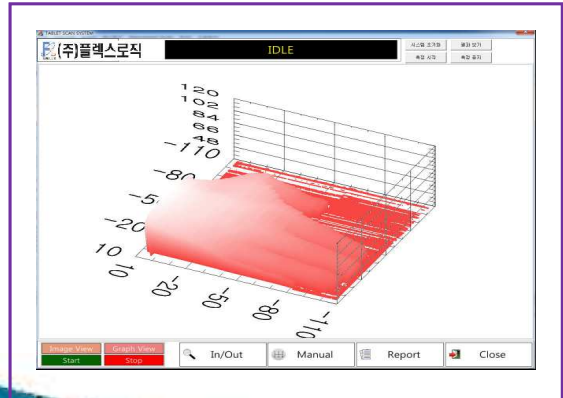 TABLET SCAN SYSTEM
(주)플렉스로직
IDLE
시스템 초기화
결과 보기
측정 시작
측정 중지
120
102
84
66
48
-110
-80
-20
10
10
-20
-50
-80
-110
Image View
Graph View
Start
Stop
In/Out
Manual
Report
Close